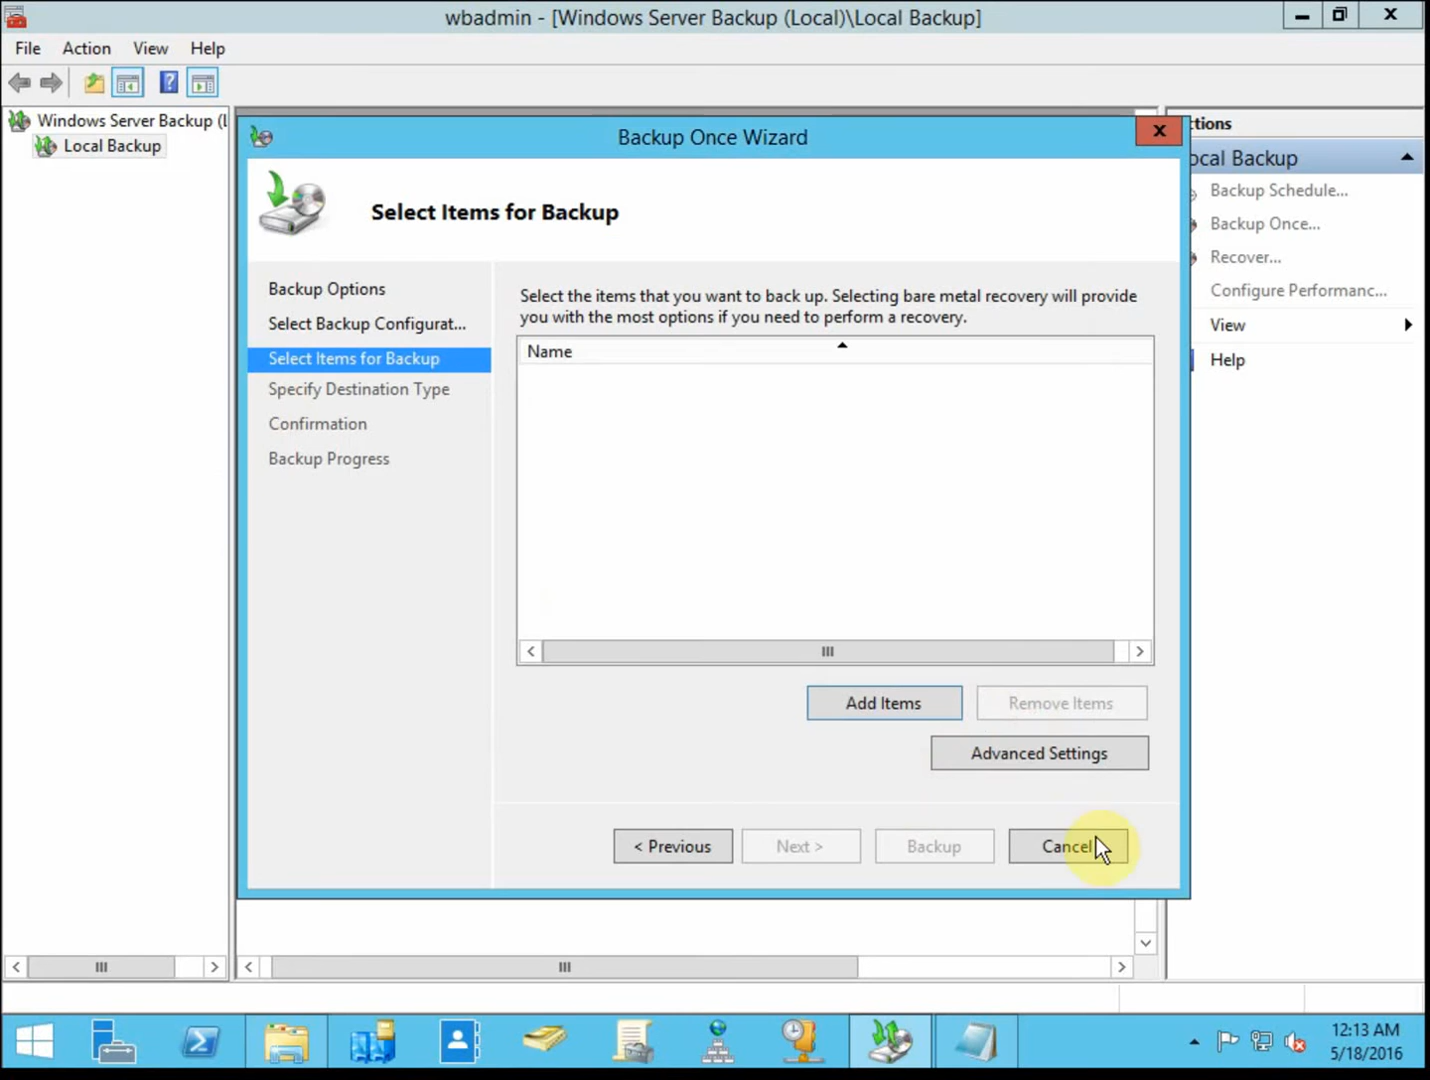 wbadmin - [Windows Server Backup (Local)\Local Backup]
File Action View Help
Windows Server Backup (L
Local Backup
Backup Once Wizard
Select Items for Backup
Backup Options
Select Backup Configurat...
Select Items for Backup
Specify Destination Type
Confirmation
Backup Progress
Select the items that you want to back up. Selecting bare metal recovery will provide
you with the most options if you need to perform a recovery.
Name
Add Items Remove Items
Advanced Settings
< Previous Next > Backup Cancel
ctions
ocal Backup
Backup Schedule...
Backup Once...
Recover...
Configure Performanc...
View
Help
12:13 AM
5/18/2016